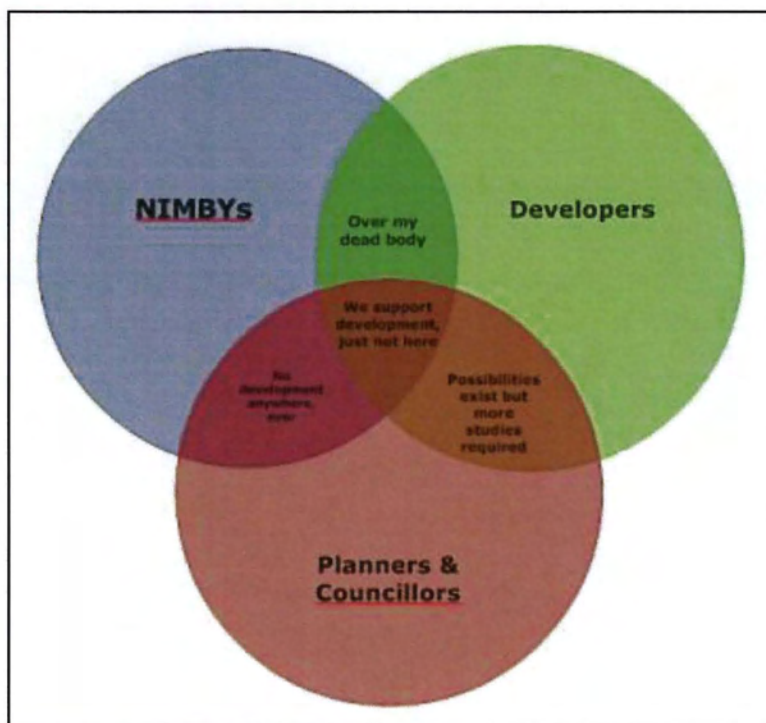 NIMBYs
Developers
Over my
dead body
We support
development,
just not here
No
development
anywhere,
ever
Possibilities
exist but
more
studies
required
Planners &
Councillors